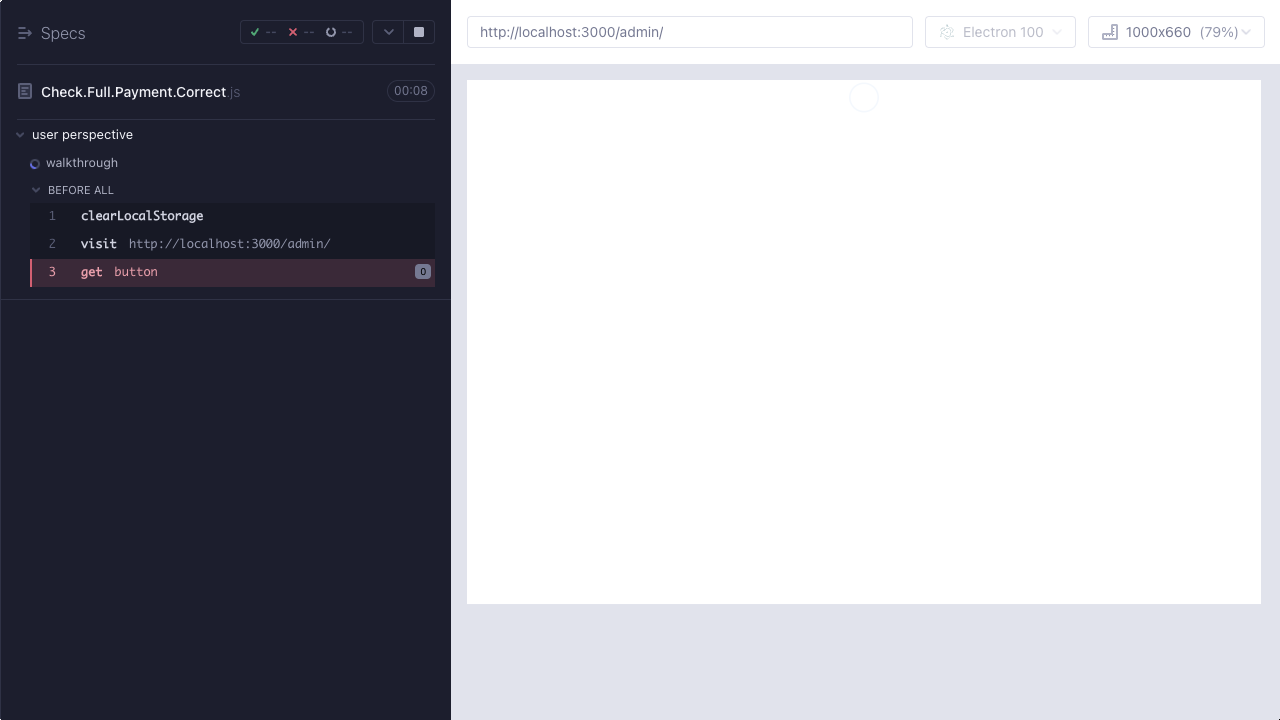 Specs
-- -- --
Check.Full.Payment.Correct.js
00:08
user perspective
walkthrough
BEFORE ALL
1 clearLocalStorage
2 visit http://localhost:3000/admin/
3 get button 0
http://localhost:3000/admin/
Electron 100
1000x660 (79%)